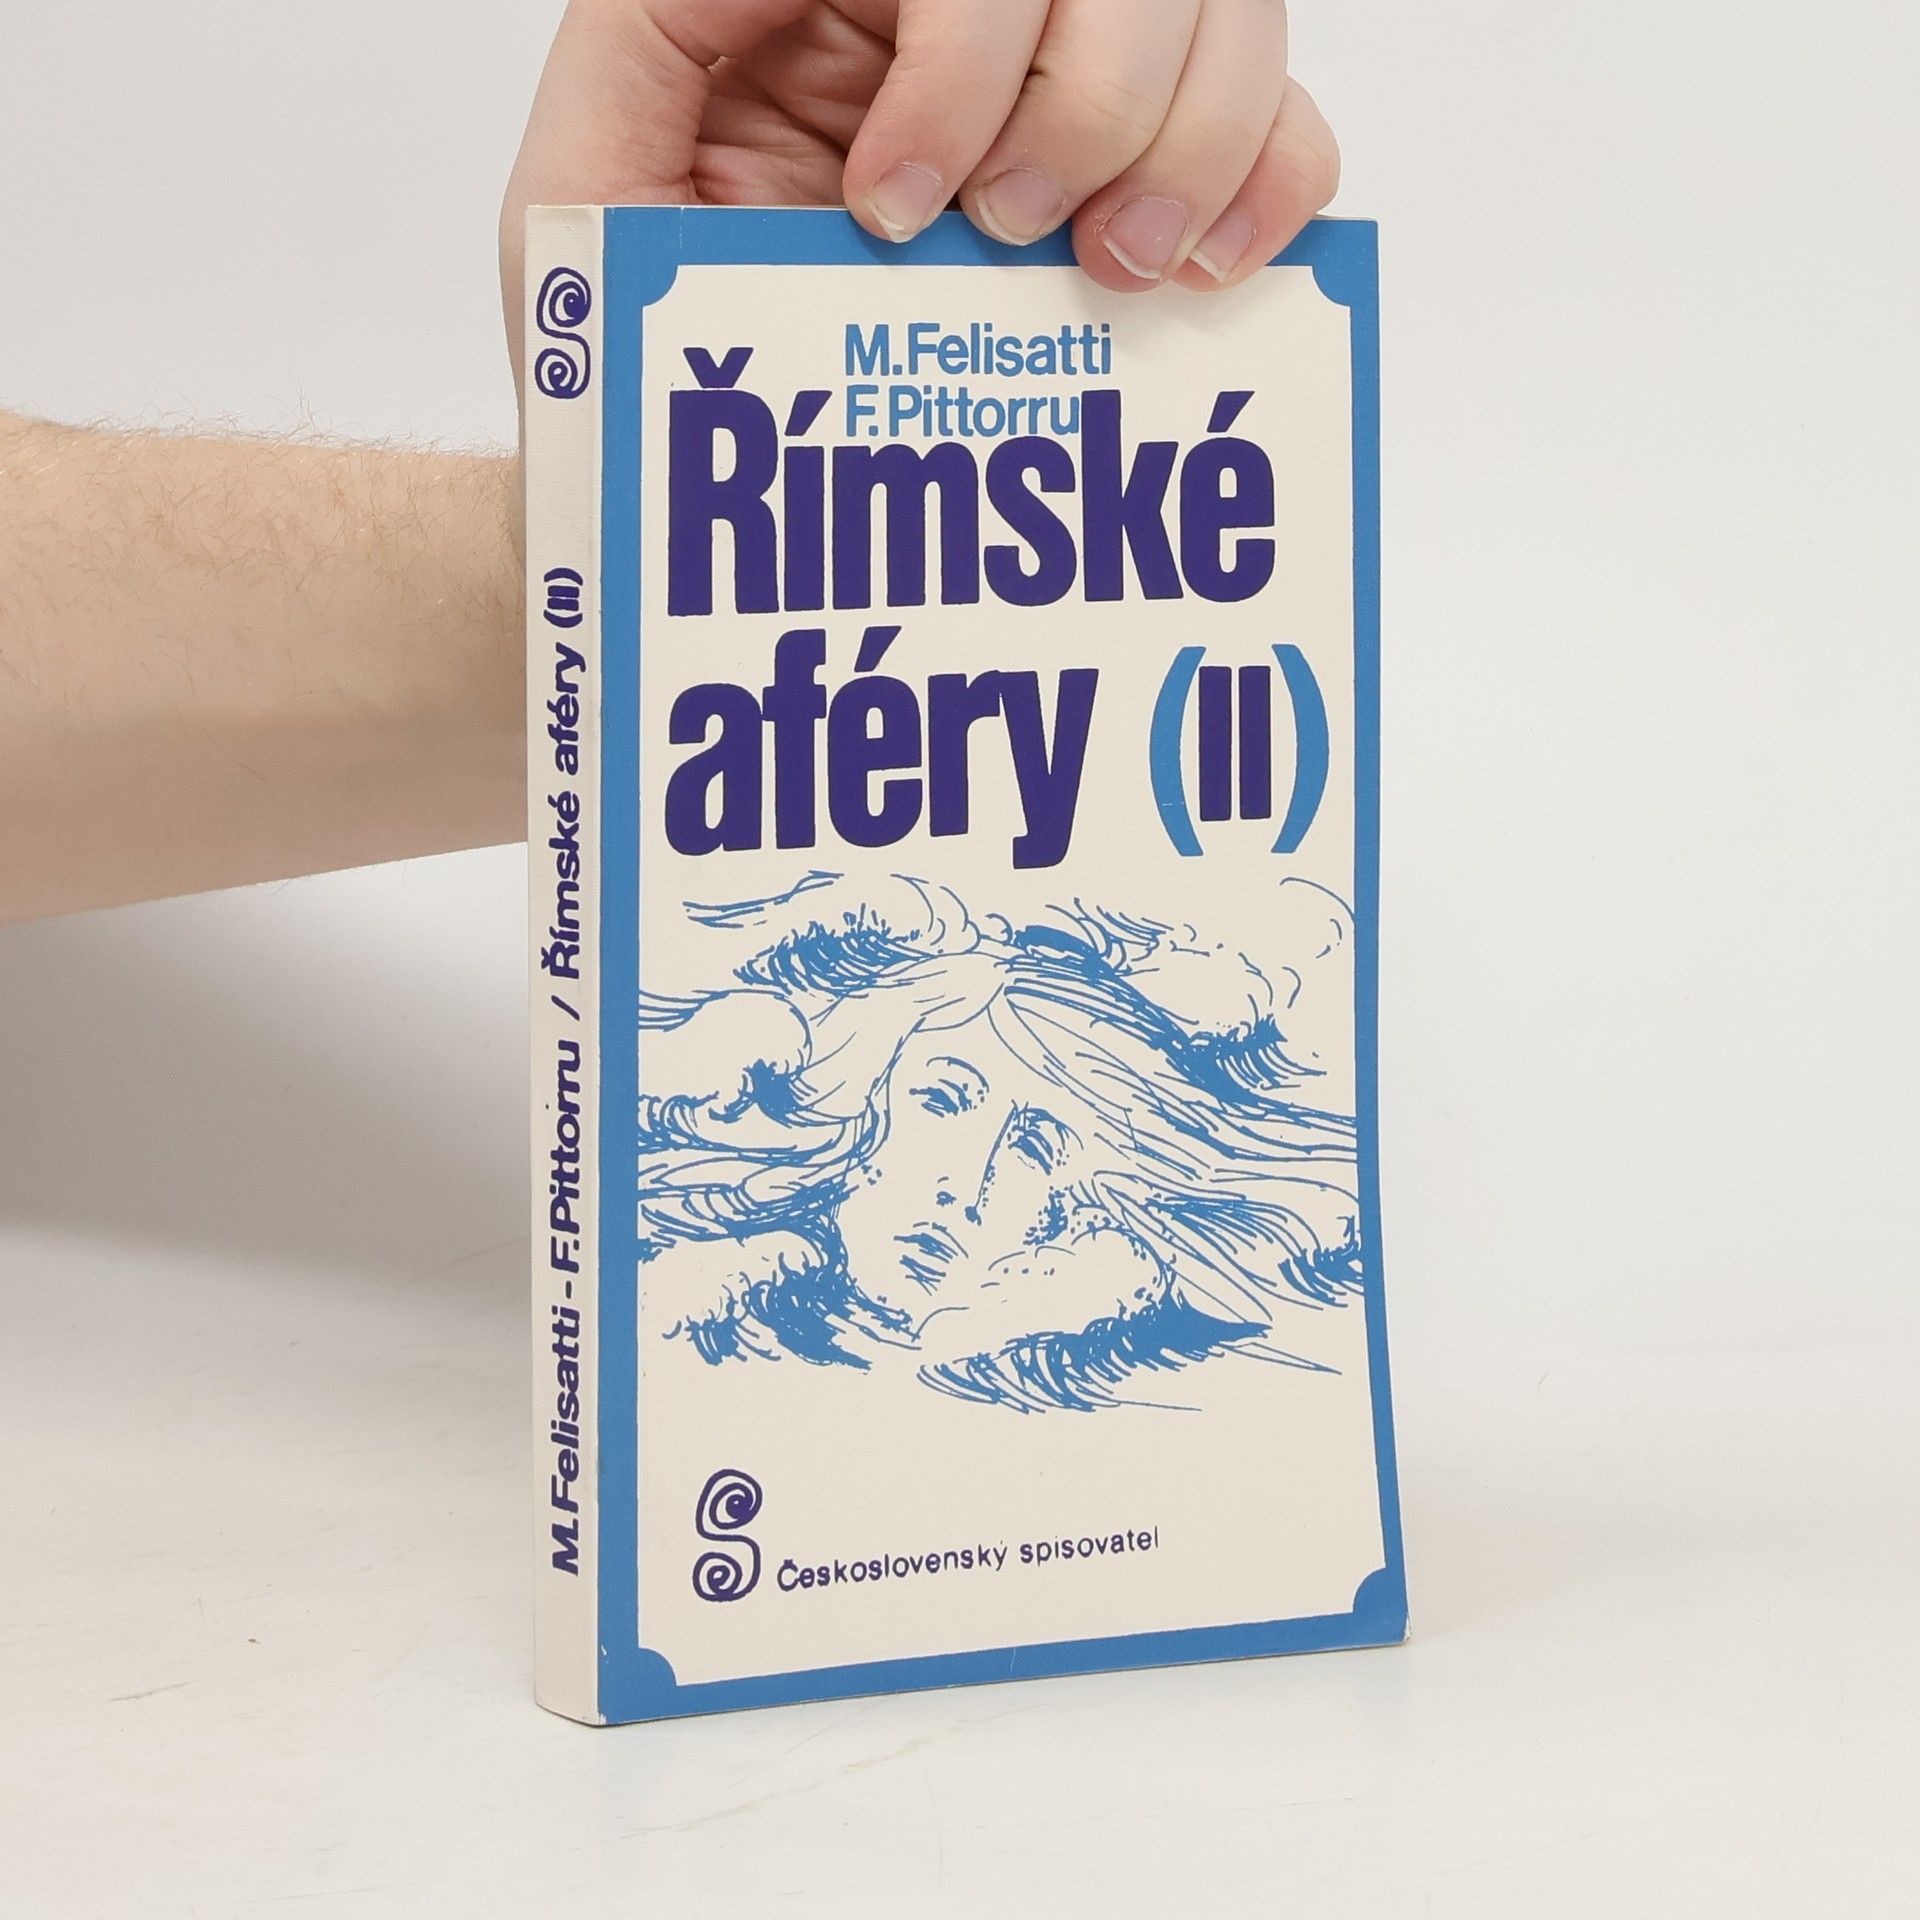 M.Felisatti
F.Pittorru
Římské
aféry (II)
Československý spisovatel
M.Felisatti-F.Pittorru / Římské aféry (II)